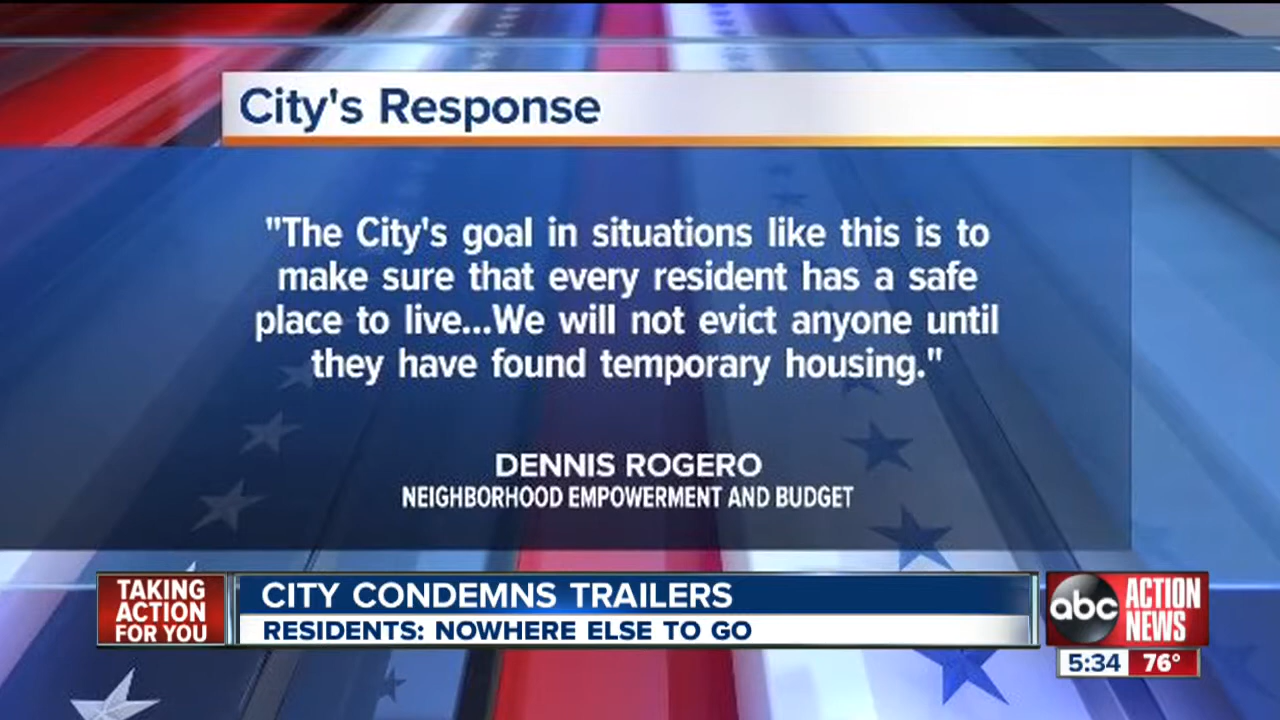 City's Response
"The City's goal in situations like this is to
make sure that every resident has a safe
place to live...We will not evict anyone until
they have found temporary housing."
DENNIS ROGERO
NEIGHBORHOOD EMPOWERMENT AND BUDGET
TAKING
ACTION
FOR YOU
CITY CONDEMNS TRAILERS
RESIDENTS: NOWHERE ELSE TO GO
abc
ACTION
NEWS
5:34 76°